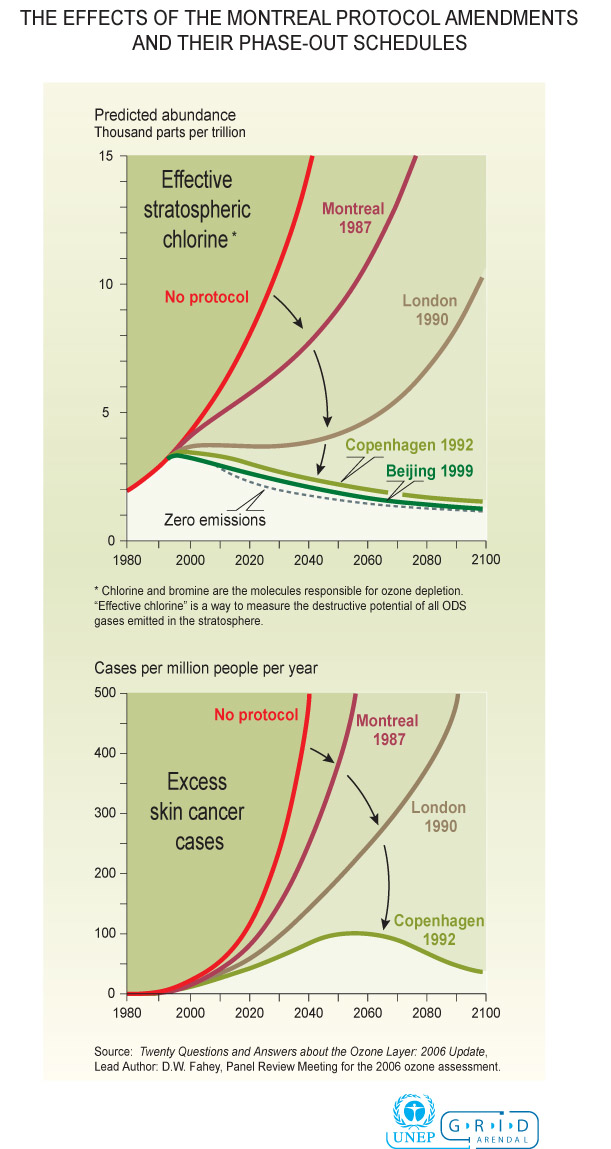 THE EFFECTS OF THE MONTREAL PROTOCOL AMENDMENTS
AND THEIR PHASE-OUT SCHEDULES
Predicted abundance
Thousand parts per trillion
15
10
5
0
Effective
stratospheric
chlorine *
No protocol
Montreal
1987
London
1990
Copenhagen 1992
Beijing 1999
Zero emissions
1980 2000 2020 2040 2060 2080 2100
* Chlorine and bromine are the molecules responsible for ozone depletion.
“Effective chlorine” is a way to measure the destructive potential of all ODS
gases emitted in the stratosphere.
Cases per million people per year
500
400
300
200
100
0
No protocol
Montreal
1987
Excess
skin cancer
cases
London
1990
Copenhagen
1992
1980 2000 2020 2040 2060 2080 2100
Source: Twenty Questions and Answers about the Ozone Layer: 2006 Update,
Lead Author: D.W. Fahey, Panel Review Meeting for the 2006 ozone assessment.
UNEP
G R I D
ARENDAL